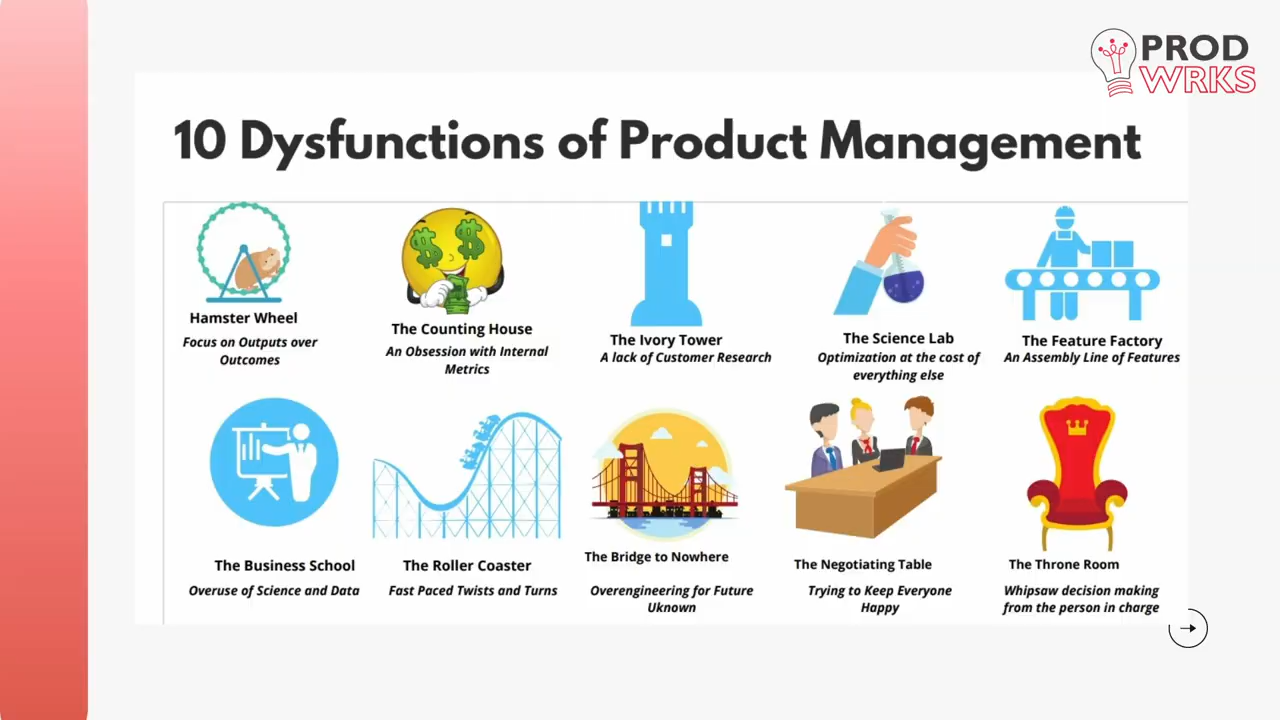 PROD
WRKS
10 Dysfunctions of Product Management
Hamster Wheel
Focus on Outputs over
Outcomes
The Counting House
An Obsession with Internal
Metrics
The Ivory Tower
A lack of Customer Research
The Science Lab
Optimization at the cost of
everything else
The Feature Factory
An Assembly Line of Features
The Business School
Overuse of Science and Data
The Roller Coaster
Fast Paced Twists and Turns
The Bridge to Nowhere
Overengineering for Future
Uknown
The Negotiating Table
Trying to Keep Everyone
Happy
The Throne Room
Whipsaw decision making
from the person in charge